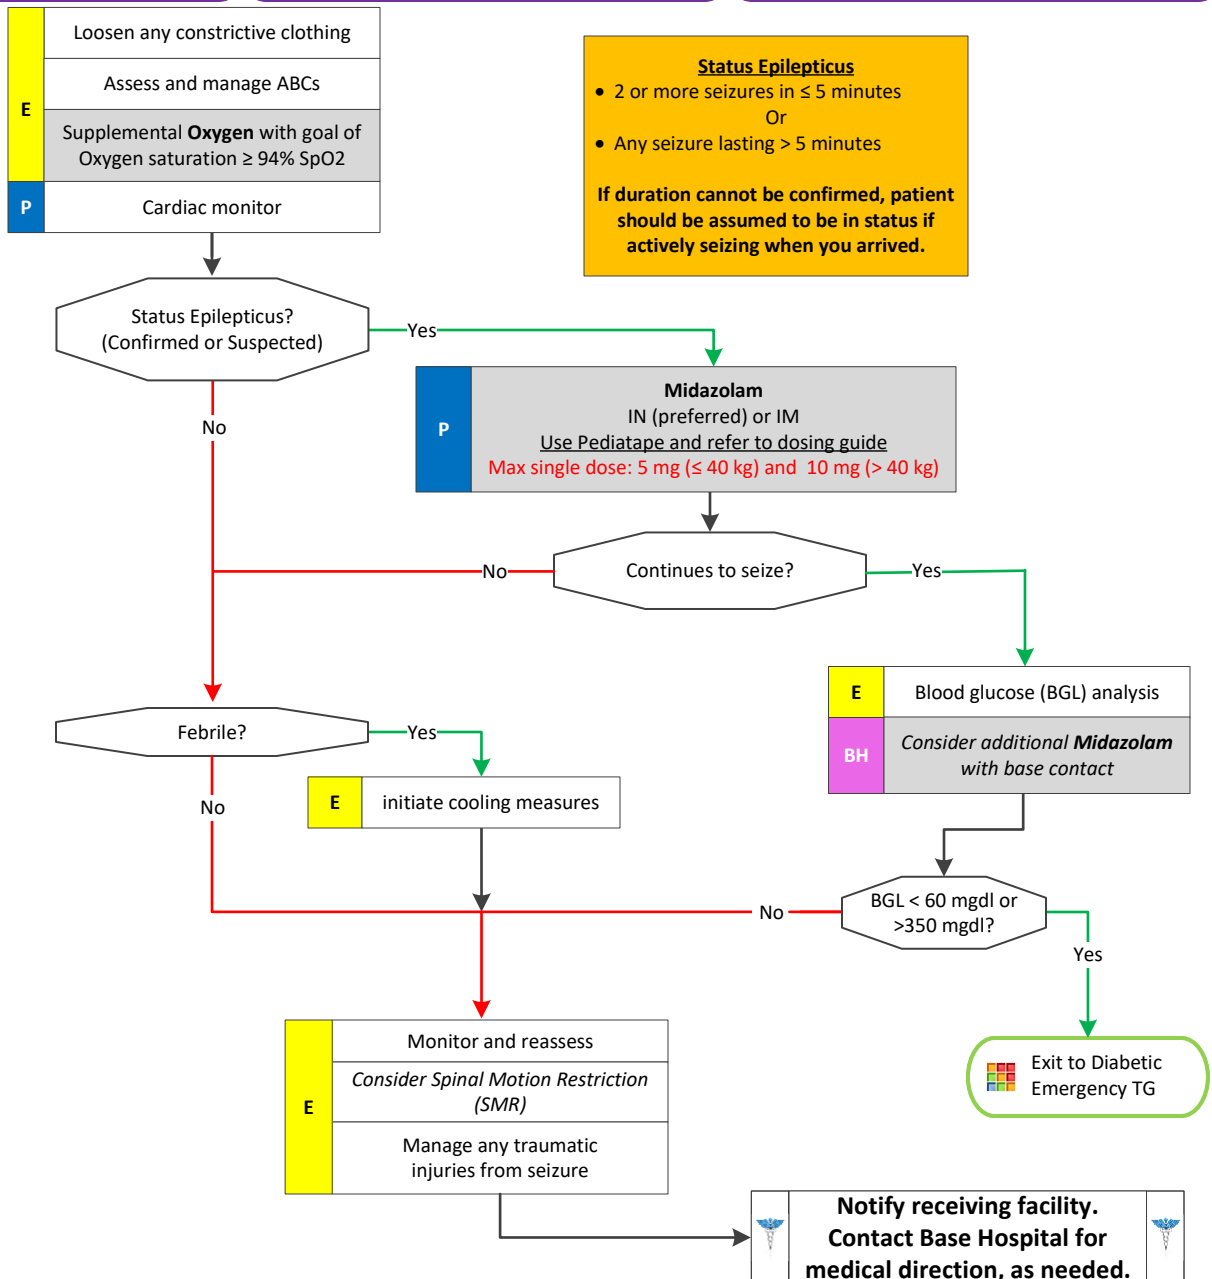 Loosen any constrictive clothing
Assess and manage ABCs
E
Supplemental Oxygen with goal of
Oxygen saturation ≥ 94% SpO2
P
Cardiac monitor
Status Epilepticus
• 2 or more seizures in ≤ 5 minutes
Or
• Any seizure lasting > 5 minutes
If duration cannot be confirmed, patient
should be assumed to be in status if
actively seizing when you arrived.
Status Epilepticus?
(Confirmed or Suspected)
Yes
No
P
Midazolam
IN (preferred) or IM
Use Pediatape and refer to dosing guide
Max single dose: 5 mg (≤ 40 kg) and 10 mg (> 40 kg)
Continues to seize?
No
Yes
E
Blood glucose (BGL) analysis
BH
Consider additional Midazolam
with base contact
Febrile?
Yes
No
E
initiate cooling measures
BGL < 60 mgdl or
>350 mgdl?
No
Yes
Exit to Diabetic
Emergency TG
E
Monitor and reassess
Consider Spinal Motion Restriction
(SMR)
Manage any traumatic
injuries from seizure
Notify receiving facility.
Contact Base Hospital for
medical direction, as needed.